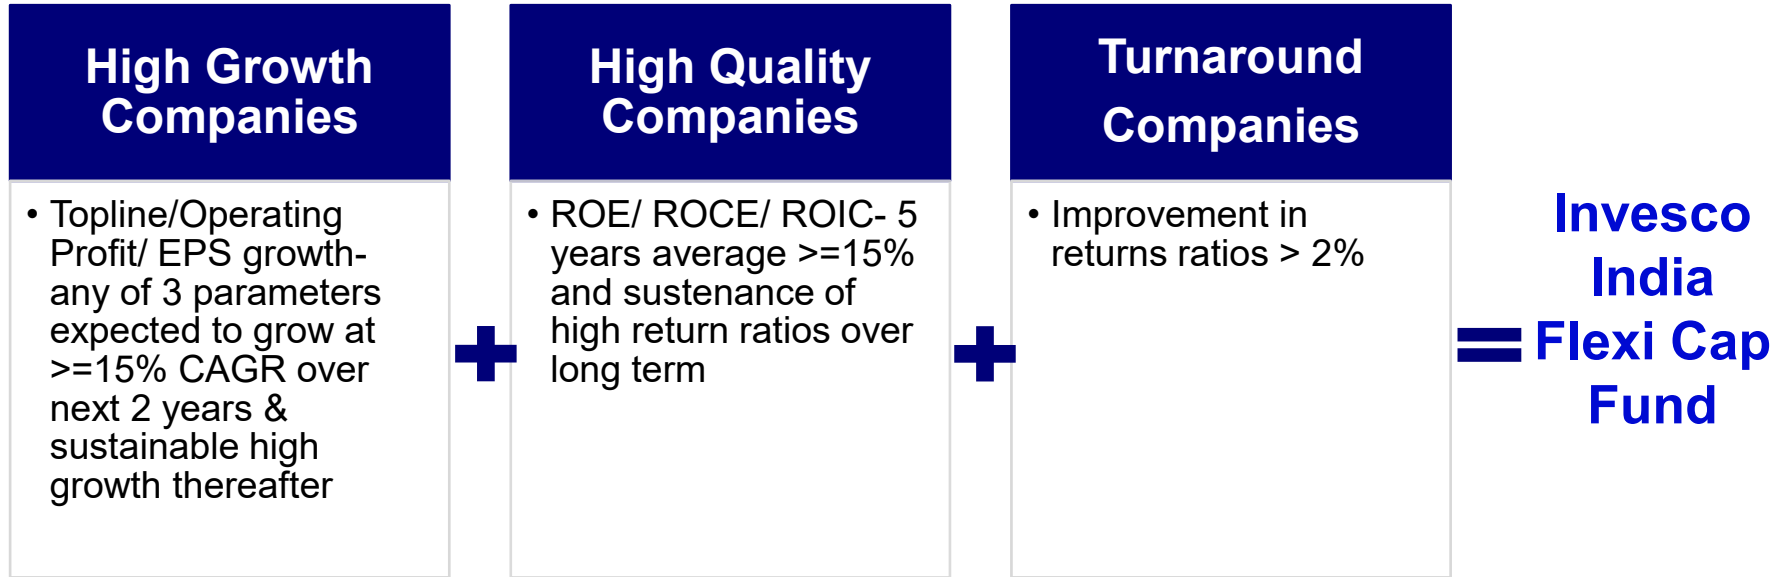 High Growth
Companies
• Topline/Operating
Profit/ EPS growth-
any of 3 parameters
expected to grow at
>=15% CAGR over
next 2 years &
sustainable high
growth thereafter
High Quality
Companies
• ROE/ ROCE/ ROIC- 5
years average >=15%
and sustenance of
high return ratios over
long term
Turnaround
Companies
• Improvement in
returns ratios > 2%
Invesco
India
Flexi Cap
Fund